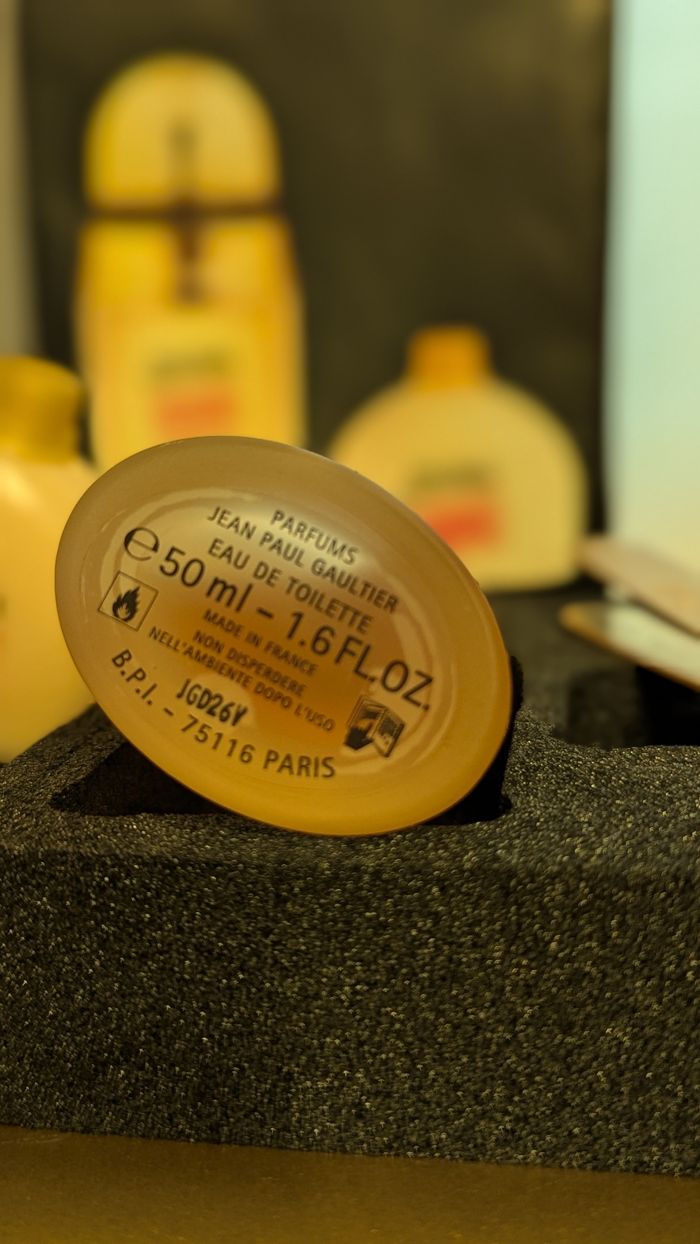 PARFUMS
JEAN PAUL GAULTIER
EAU DE TOILETTE
℮ 50 ml – 1.6 FL.OZ.
MADE IN FRANCE
NON DISPERDERE
NELL'AMBIENTE DOPO L'USO
JGD26V
B.P.I. – 75116 PARIS